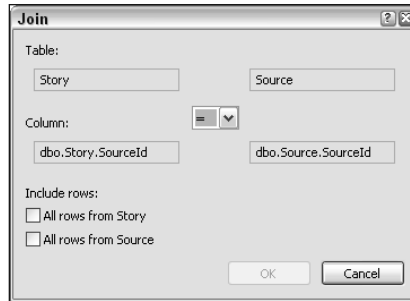 Join
Table:
Story Source
=
Column:
dbo.Story.SourceId dbo.Source.SourceId
Include rows:
All rows from Story
All rows from Source
OK Cancel